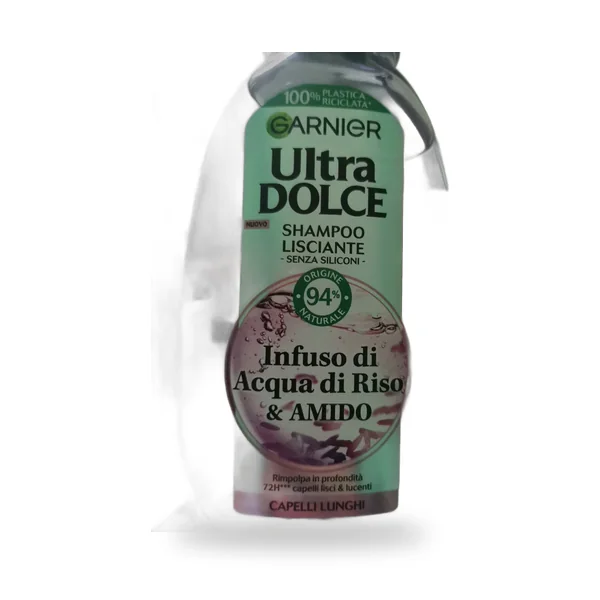 100% PLASTICA
RICICLATA*
GARNIER
Ultra
DOLCE
NUOVO
SHAMPOO
LISCIANTE
- SENZA SILICONI -
ORIGINE
94%
NATURALE
Infuso di
Acqua di Riso
& AMIDO
Rimpolpa in profondità
72H*** capelli lisci & lucenti
CAPELLI LUNGHI